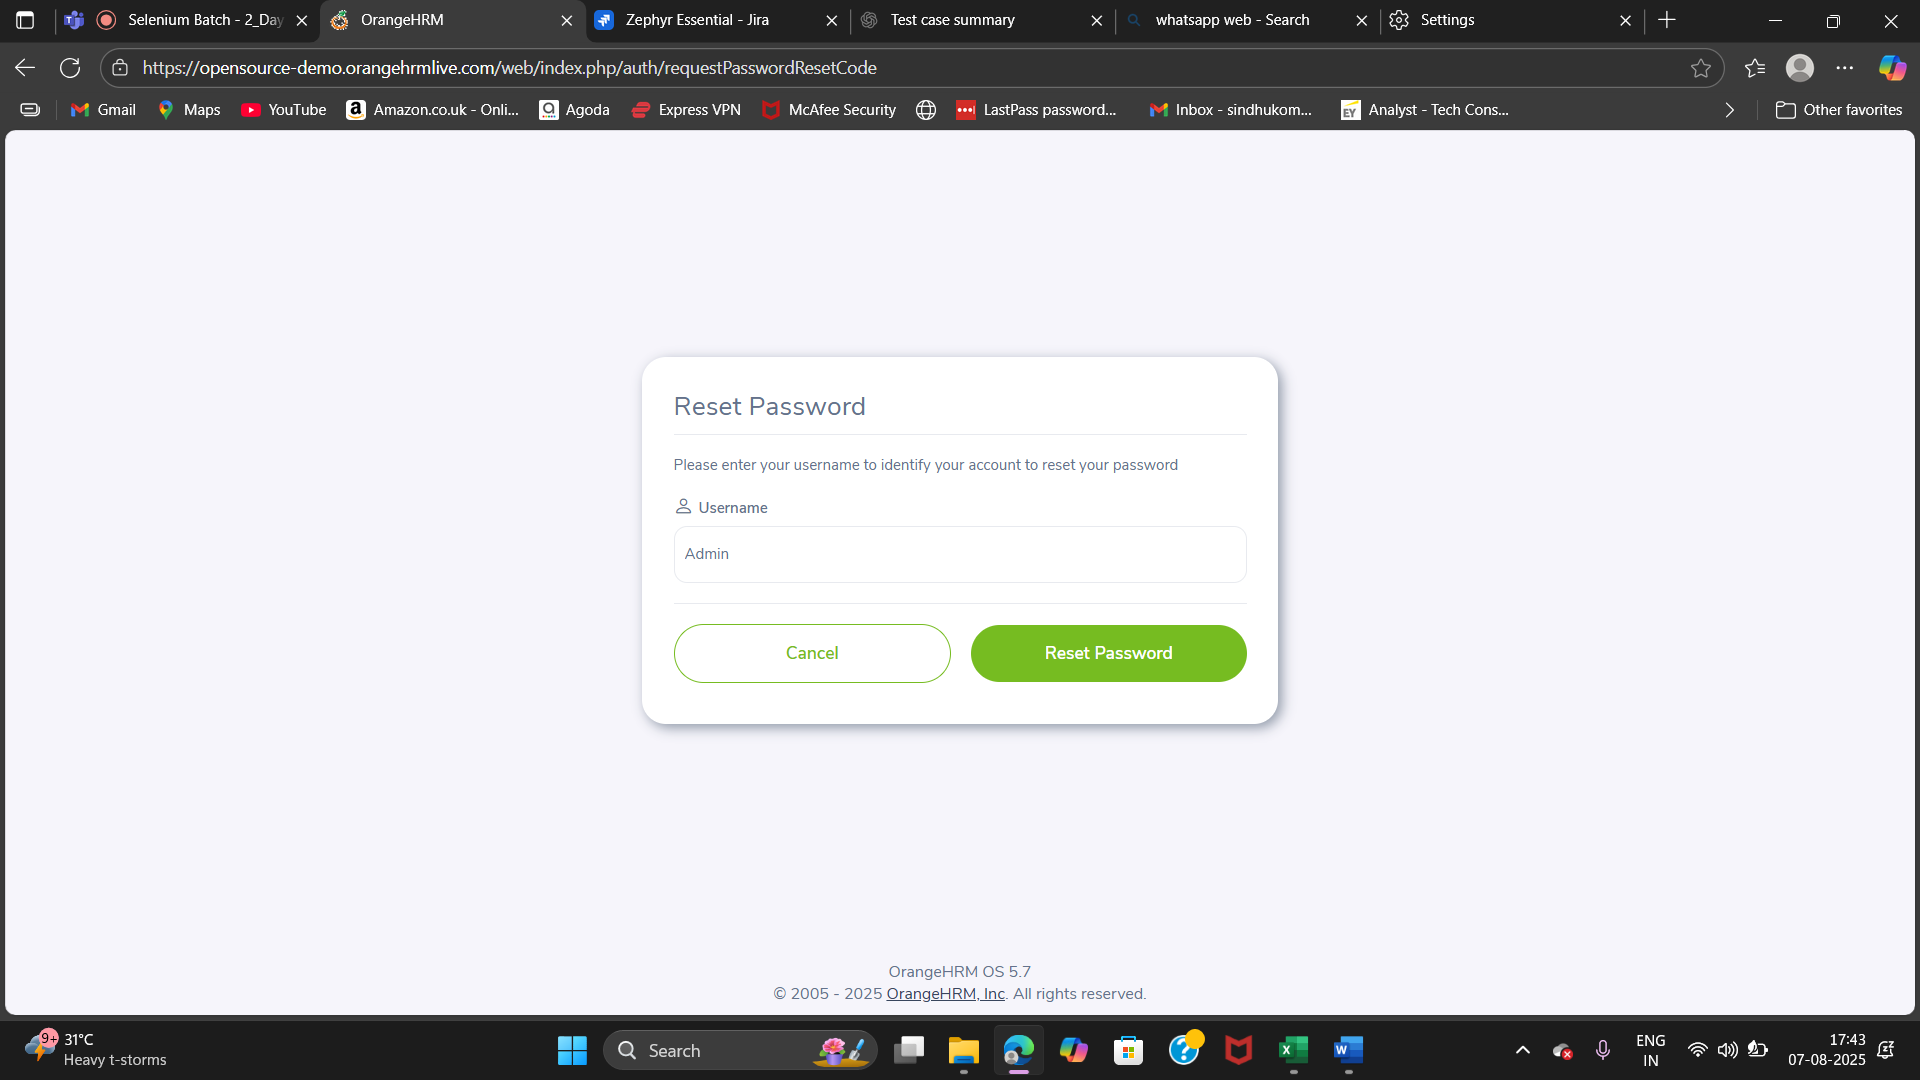 Selenium Batch - 2_Day
OrangeHRM
Zephyr Essential - Jira
Test case summary
whatsapp web - Search
Settings
https://opensource-demo.orangehrmlive.com/web/index.php/auth/requestPasswordResetCode
Gmail
Maps
YouTube
Amazon.co.uk - Onli...
Agoda
Express VPN
McAfee Security
LastPass password...
Inbox - sindhukom...
EY
Analyst - Tech Cons...
Other favorites
Reset Password
Please enter your username to identify your account to reset your password
Username
Admin
Cancel
Reset Password
OrangeHRM OS 5.7
© 2005 - 2025 OrangeHRM, Inc. All rights reserved.
9+
31°C
Heavy t-storms
Search
ENG
IN
17:43
07-08-2025